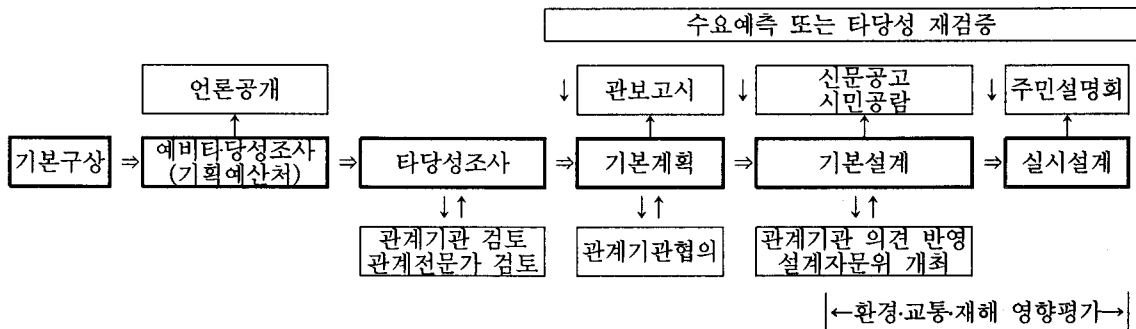 수요예측 또는 타당성 재검증
언론공개
↓ 관보고시 ↓ 신문공고 ↓ 주민설명회
시민공람
↑ ↑ ↑ ↑
기본구상 ⇒ 예비타당성조사 ⇒ 타당성조사 ⇒ 기본계획 ⇒ 기본설계 ⇒ 실시설계
(기획예산처)
↓↑ ↓↑ ↓↑
관계기관 검토 관계기관협의 관계기관 의견 반영
관계전문가 검토 설계자문위 개최
←환경·교통·재해 영향평가→